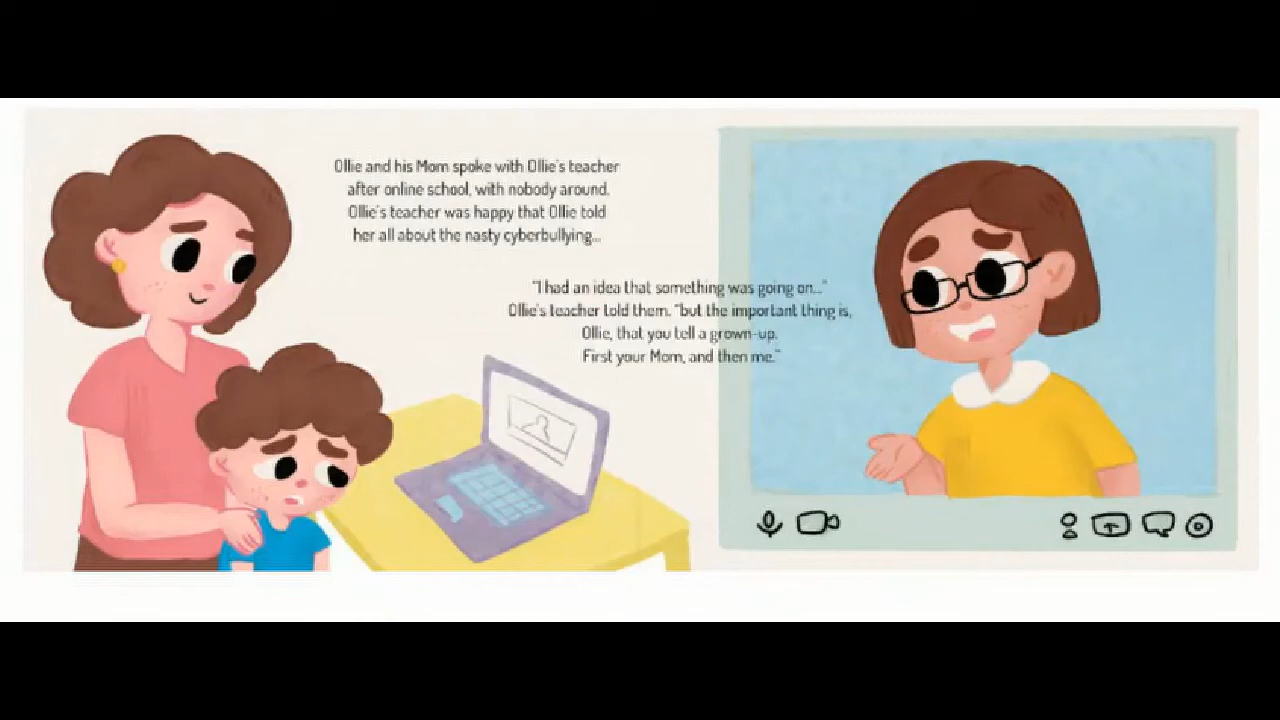 Ollie and his Mom spoke with Ollie's teacher
after online school, with nobody around.
Ollie's teacher was happy that Ollie told
her all about the nasty cyberbullying...
"I had an idea that something was going on..."
Ollie's teacher told them. "but the important thing is,
Ollie, that you tell a grown-up.
First your Mom, and then me."